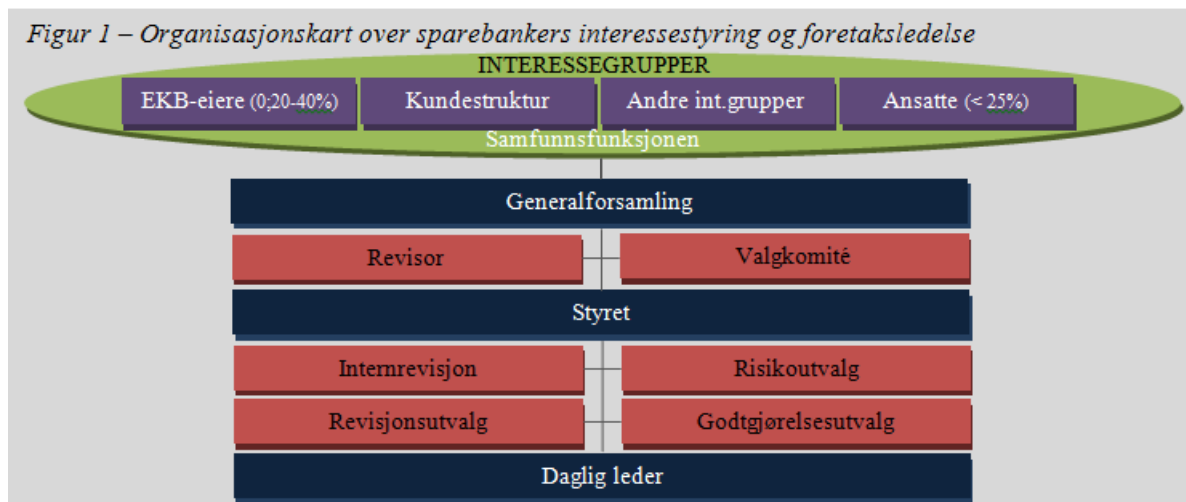 Figur 1 – Organisasjonskart over sparebankers interessestyring og foretaksledelse
INTERESSEGRUPPER
EKB-eiere (0;20-40%) Kundestruktur Andre int.grupper Ansatte (< 25%)
Samfunnsfunksjonen
Generalforsamling
Revisor Valgkomité
Styret
Internrevisjon Risikoutvalg
Revisjonsutvalg Godtgjørelsesutvalg
Daglig leder